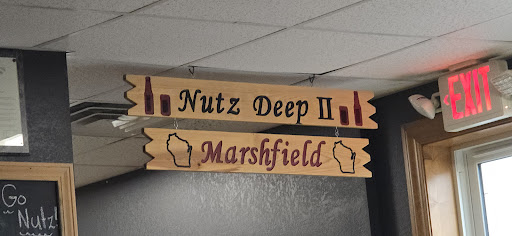 Nutz Deep II
Marshfield
EXIT
Go
Nutz!